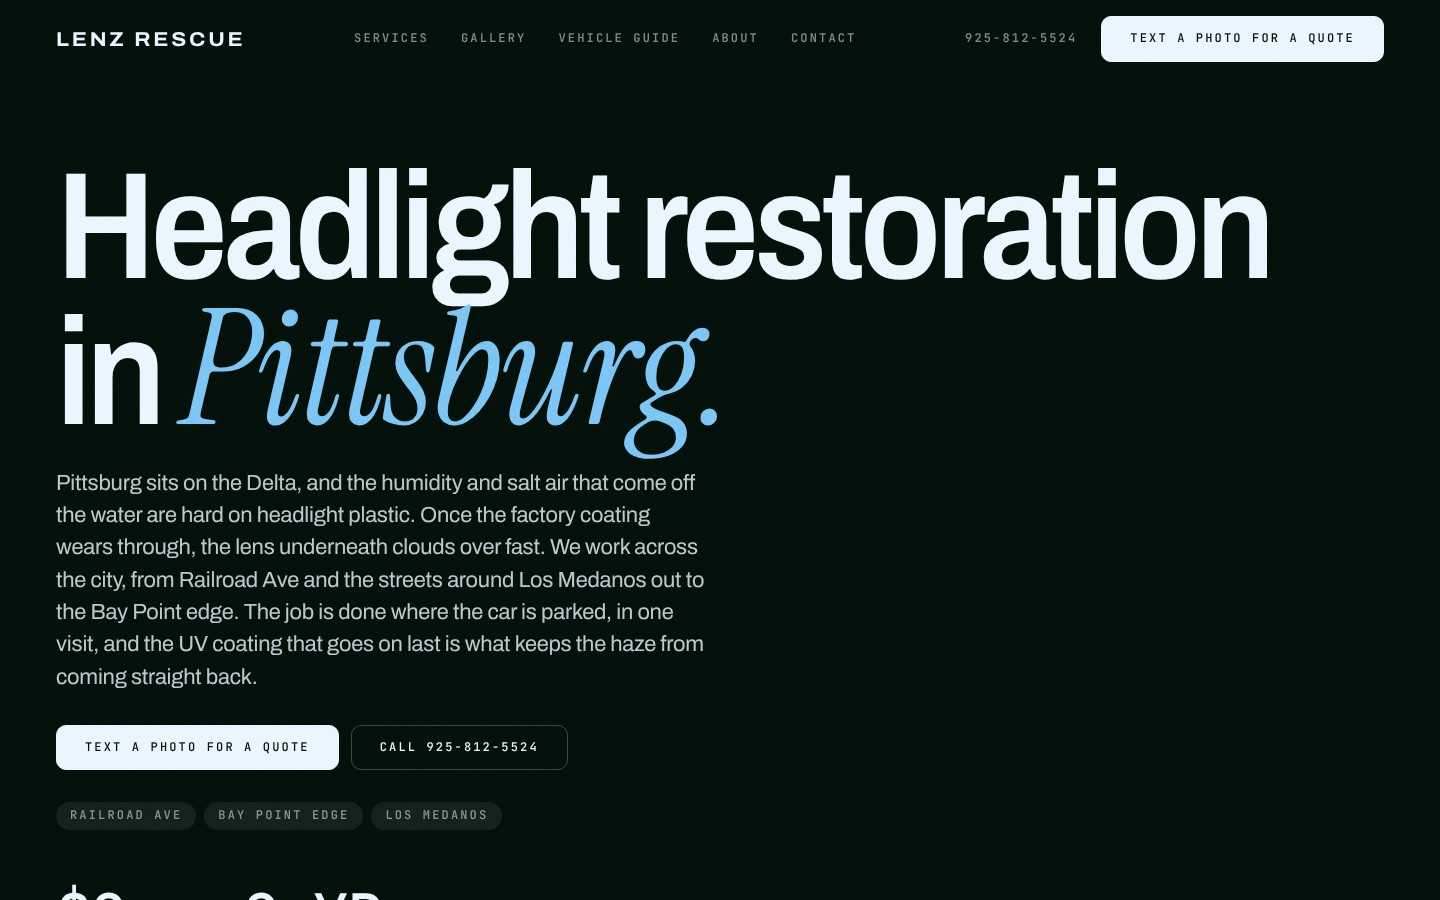 LENZ RESCUE
SERVICES
GALLERY
VEHICLE GUIDE
ABOUT
CONTACT
925-812-5524
TEXT A PHOTO FOR A QUOTE
Headlight restoration
in Pittsburg.
Pittsburg sits on the Delta, and the humidity and salt air that come off
the water are hard on headlight plastic. Once the factory coating
wears through, the lens underneath clouds over fast. We work across
the city, from Railroad Ave and the streets around Los Medanos out to
the Bay Point edge. The job is done where the car is parked, in one
visit, and the UV coating that goes on last is what keeps the haze from
coming straight back.
TEXT A PHOTO FOR A QUOTE
CALL 925-812-5524
RAILROAD AVE
BAY POINT EDGE
LOS MEDANOS